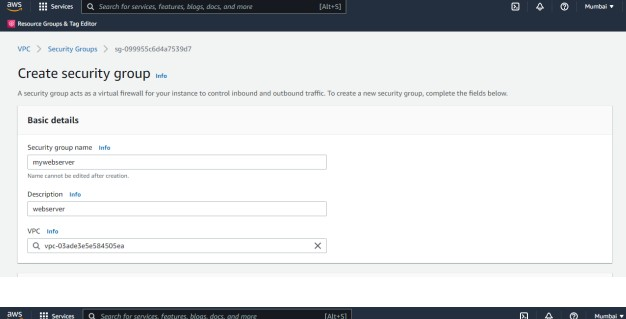 aws Services Search for services, features, blogs, docs, and more [Alt+S] Mumbai ▼
Resource Groups & Tag Editor
VPC > Security Groups > sg-099955c6d4a7539d7
Create security group Info
A security group acts as a virtual firewall for your instance to control inbound and outbound traffic. To create a new security group, complete the fields below.
Basic details
Security group name Info
mywebserver
Name cannot be edited after creation.
Description Info
webserver
VPC Info
vpc-03ade3e5e584505ea
aws Services Search for services, features, blogs, docs, and more [Alt+S] Mumbai ▼